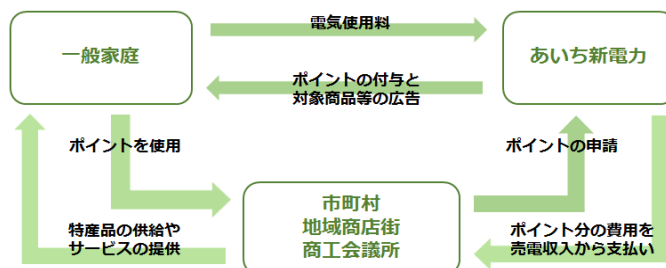 電気使用料
一般家庭
あいち新電力
ポイントの付与と
対象商品等の広告
ポイントを使用
ポイントの申請
市町村
地域商店街
商工会議所
特産品の供給や
サービスの提供
ポイント分の費用を
売電収入から支払い